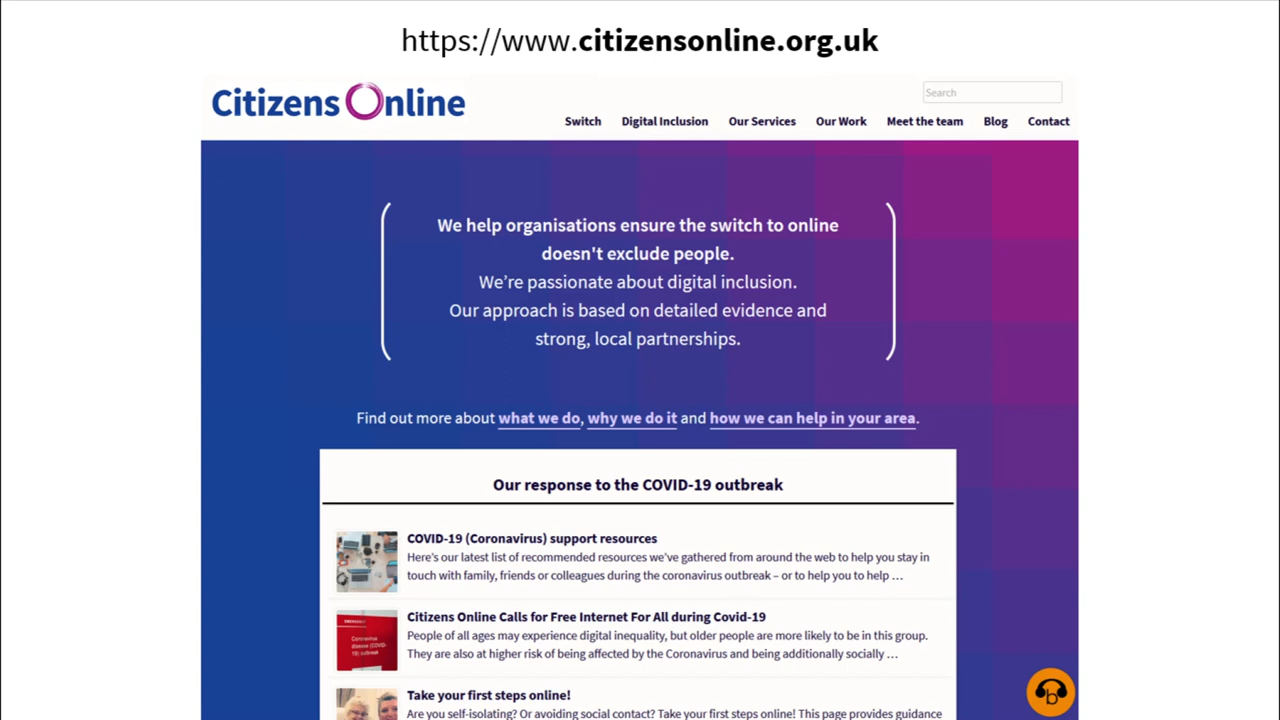 https://www.citizensonline.org.uk
Citizens Online
Search
Switch Digital Inclusion Our Services Our Work Meet the team Blog Contact
We help organisations ensure the switch to online
doesn't exclude people.
We're passionate about digital inclusion.
Our approach is based on detailed evidence and
strong, local partnerships.
Find out more about what we do, why we do it and how we can help in your area.
Our response to the COVID-19 outbreak
COVID-19 (Coronavirus) support resources
Here's our latest list of recommended resources we've gathered from around the web to help you stay in
touch with family, friends or colleagues during the coronavirus outbreak – or to help you to help …
Citizens Online Calls for Free Internet For All during Covid-19
People of all ages may experience digital inequality, but older people are more likely to be in this group.
They are also at higher risk of being affected by the Coronavirus and being additionally socially …
Coronavirus
disease (COVID-
19) outbreak
Take your first steps online!
Are you self-isolating? Or avoiding social contact? Take your first steps online! This page provides guidance